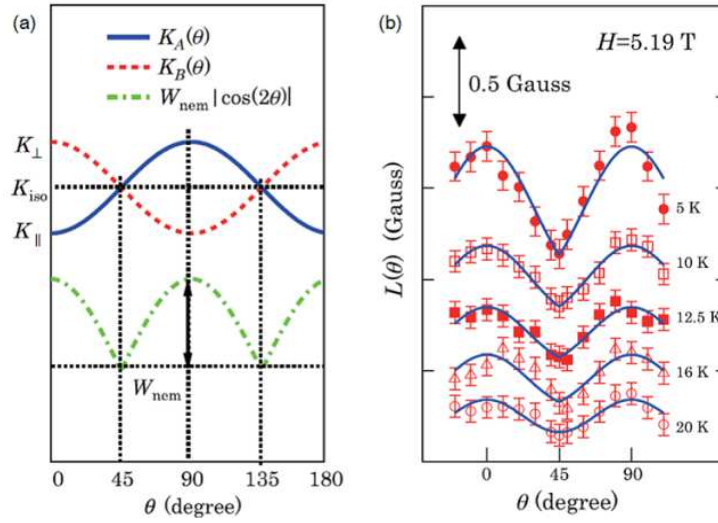 (a)
K_A(θ)
K_B(θ)
W_nem |cos(2θ)|
K_⊥
K_iso
K_∥
W_nem
0 45 90 135 180
θ (degree)
(b)
H=5.19 T
0.5 Gauss
L(θ) (Gauss)
5 K
10 K
12.5 K
16 K
20 K
0 45 90
θ (degree)